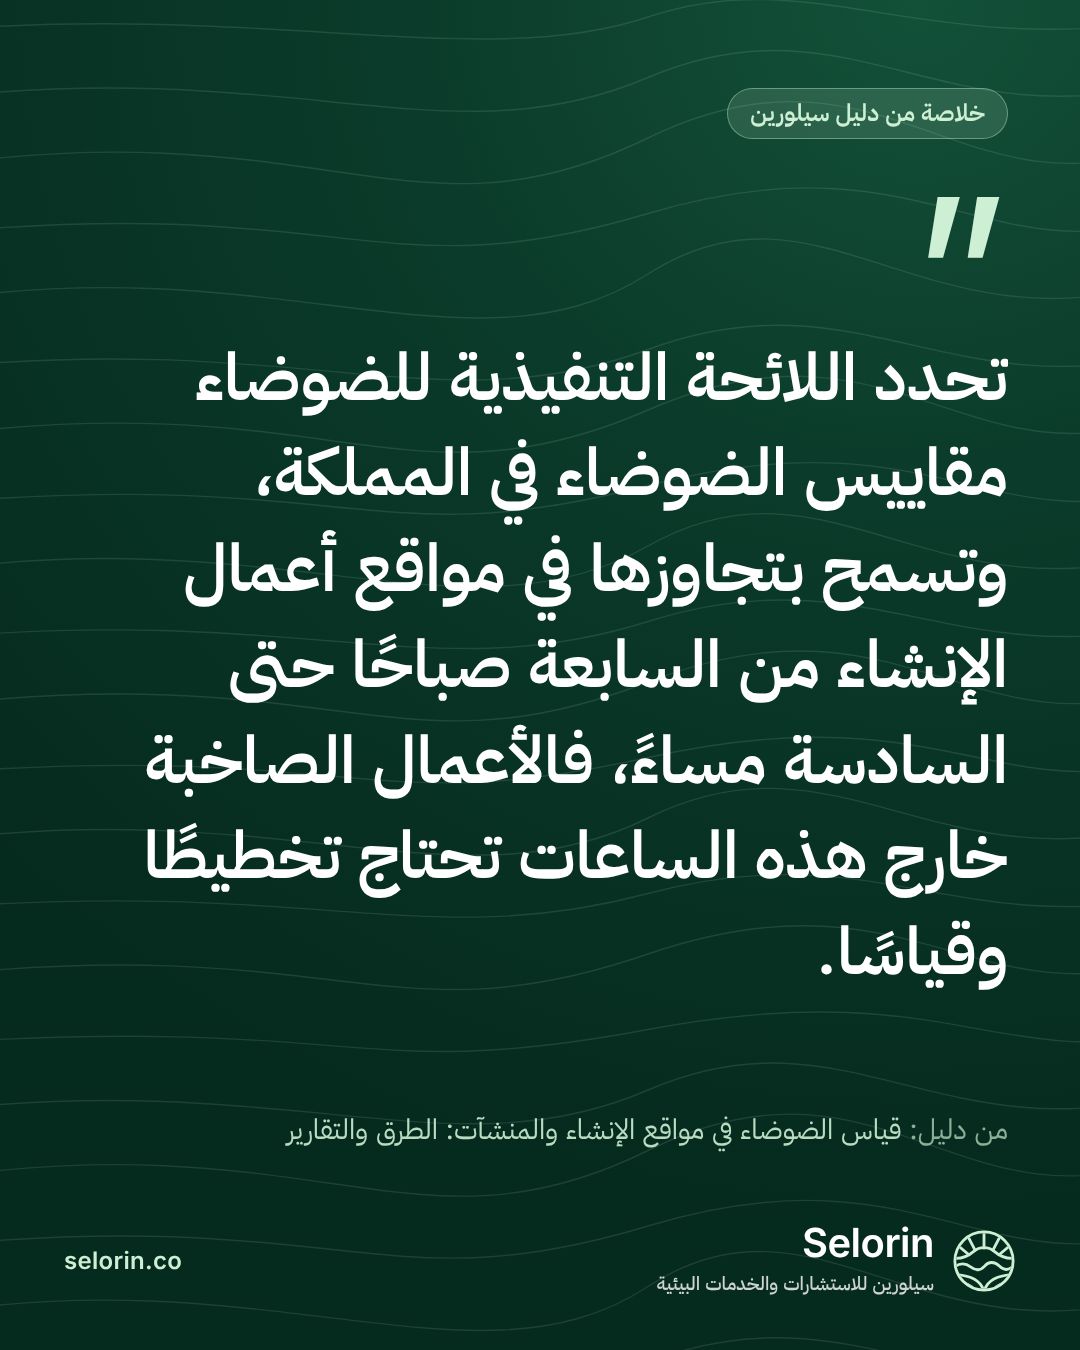 خلاصة من دليل سيلورين
"
تحدد اللائحة التنفيذية للضوضاء
مقاييس الضوضاء في المملكة،
وتسمح بتجاوزها في مواقع أعمال
الإنشاء من السابعة صباحًا حتى
السادسة مساءً، فالأعمال الصاخبة
خارج هذه الساعات تحتاج تخطيطًا
وقياسًا.
من دليل: قياس الضوضاء في مواقع الإنشاء والمنشآت: الطرق والتقارير
Selorin
سيلورين للاستشارات والخدمات البيئية
selorin.co